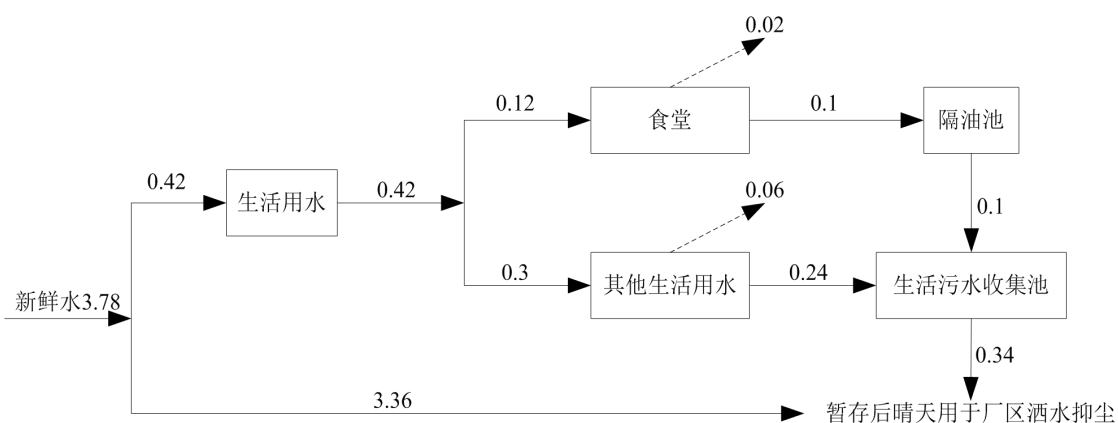 0.02
0.12
食堂
0.1
隔油池
0.42
生活用水
0.42
0.06
0.1
0.3
其他生活用水
0.24
生活污水收集池
新鲜水3.78
0.34
3.36
暂存后晴天用于厂区洒水抑尘